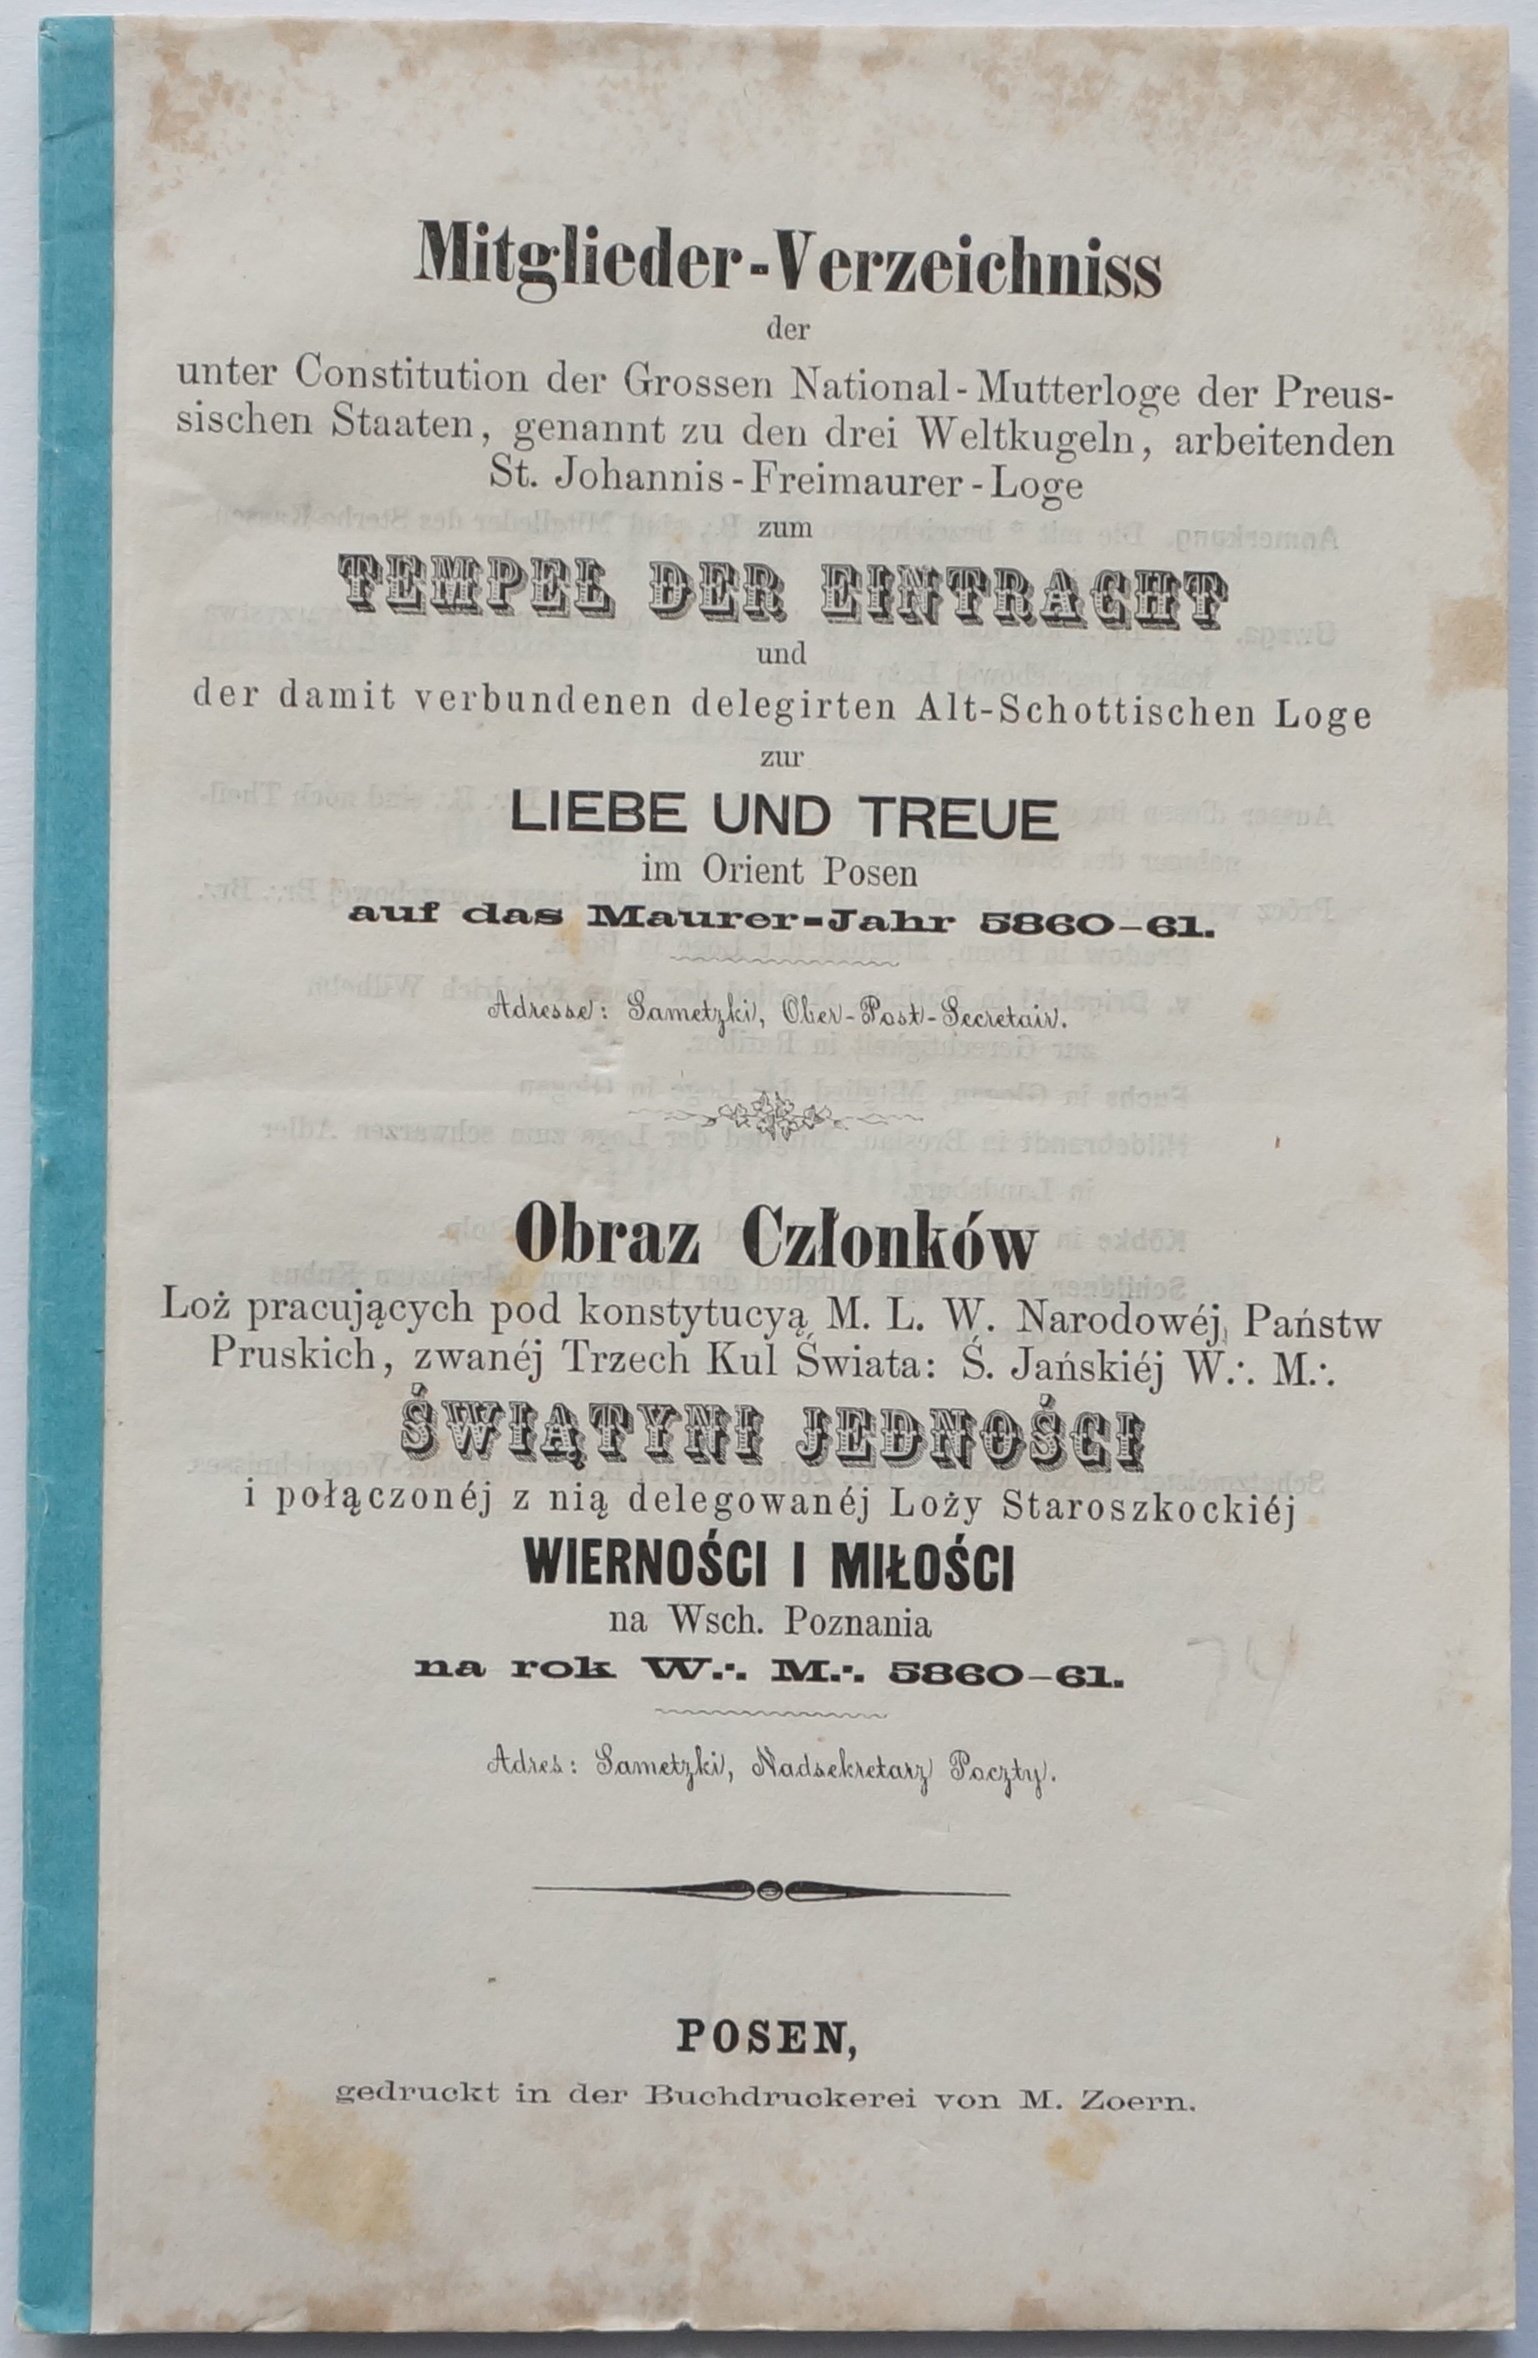 Mitglieder-Verzeichniss
der
unter Constitution der Grossen National-Mutterloge der Preus-
sischen Staaten, genannt zu den drei Weltkugeln, arbeitenden
St. Johannis-Freimaurer-Loge
zum
TEMPEL DER EINTRACHT
und
der damit verbundenen delegirten Alt-Schottischen Loge
zur
LIEBE UND TREUE
im Orient Posen
auf das Maurer-Jahr 5860–61.
Adresse: Sametzki, Ober-Post-Secretair.
Obraz Członków
Loż pracujących pod konstytucyą M. L. W. Narodowéj Państw
Pruskich, zwanéj Trzech Kul Świata: Ś. Jańskiéj W∴ M∴
ŚWIĄTYNI JEDNOŚCI
i połączonéj z nią delegowanéj Loży Staroszkockiéj
WIERNOŚCI I MIŁOŚCI
na Wsch. Poznania
na rok W∴ M∴ 5860–61.
Adres: Sametzki, Nadsekretarz Poczty.
POSEN,
gedruckt in der Buchdruckerei von M. Zoern.